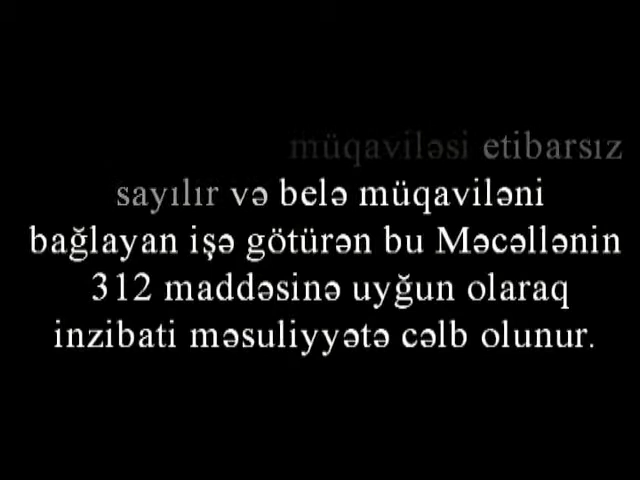 müqaviləsi etibarsız
sayılır və belə müqaviləni
bağlayan işə götürən bu Məcəllənin
312 maddəsinə uyğun olaraq
inzibati məsuliyyətə cəlb olunur.